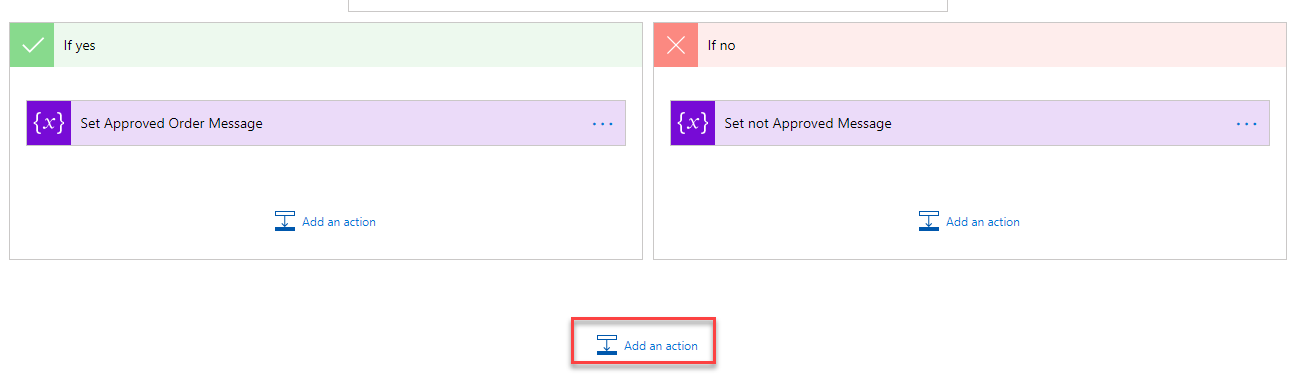 If yes
If no
{x} Set Approved Order Message
{x} Set not Approved Message
Add an action
Add an action
Add an action